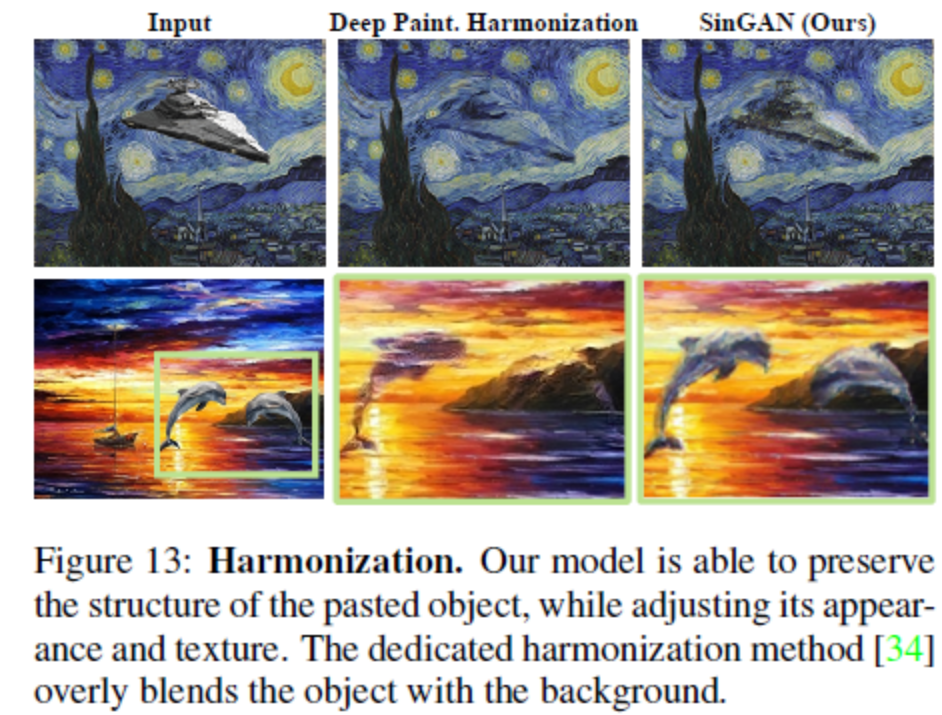 Input Deep Paint. Harmonization SinGAN (Ours)
Figure 13: Harmonization. Our model is able to preserve
the structure of the pasted object, while adjusting its appear-
ance and texture. The dedicated harmonization method [34]
overly blends the object with the background.